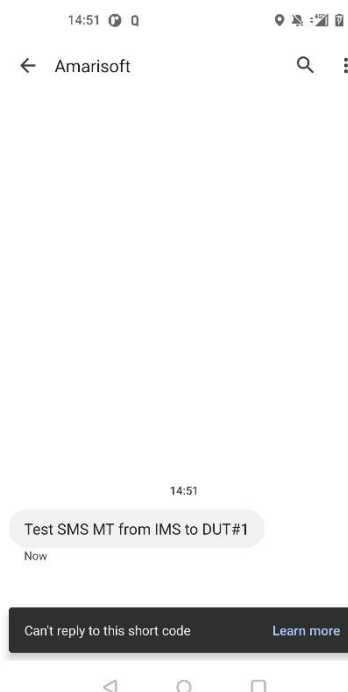 14:51
Amarisoft
14:51
Test SMS MT from IMS to DUT#1
Now
Can't reply to this short code Learn more